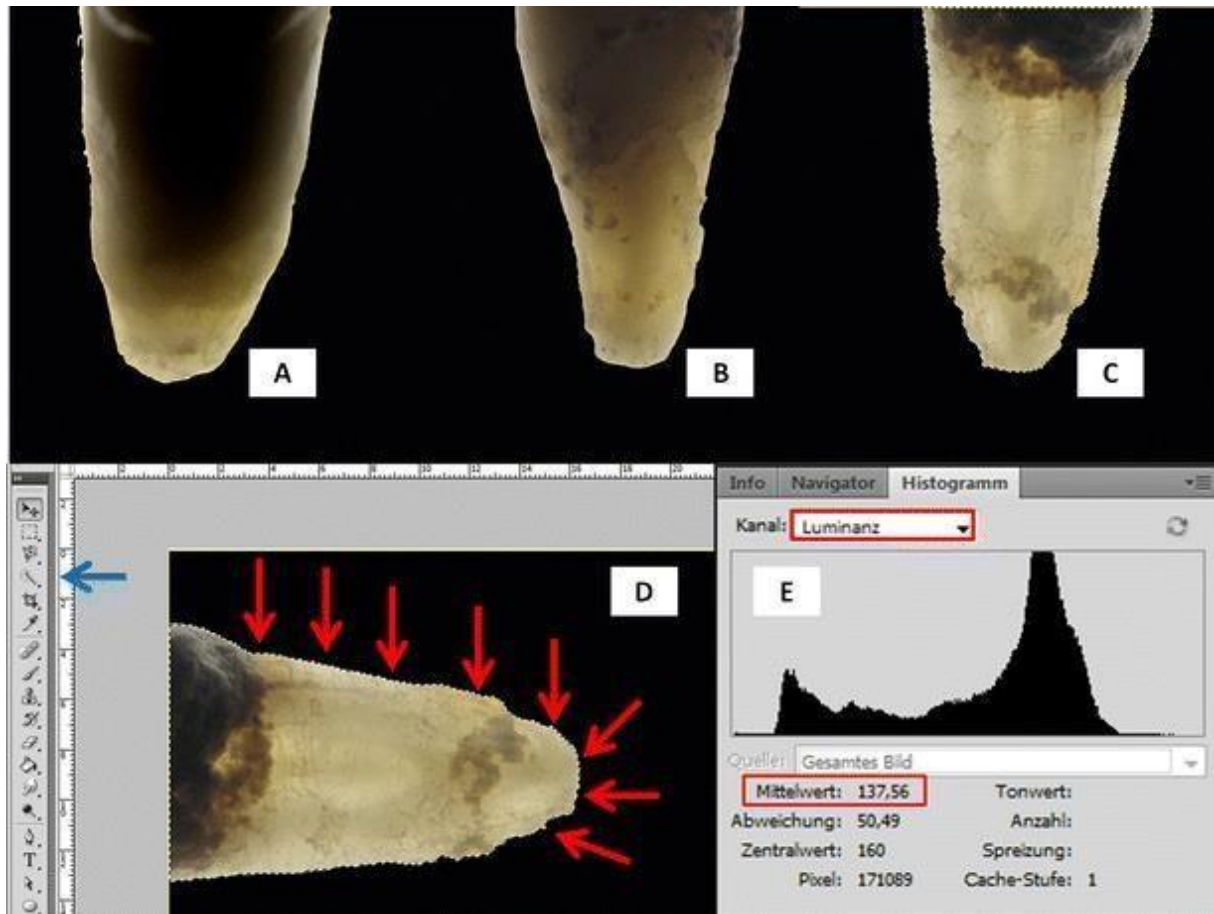 A
B
C
D
E
Info Navigator Histogramm
Kanal: Luminanz
Quelle: Gesamtes Bild
Mittelwert: 137,56 Tonwert:
Abweichung: 50,49 Anzahl:
Zentralwert: 160 Spreizung:
Pixel: 171089 Cache-Stufe: 1
T